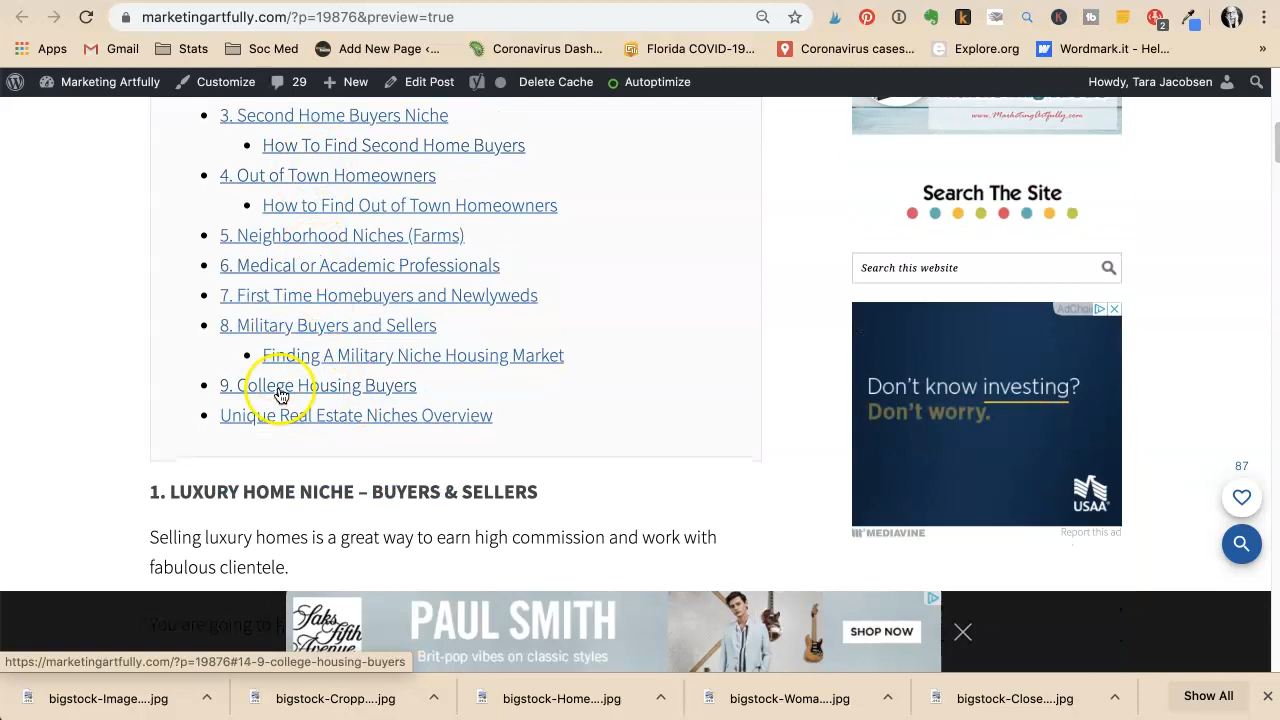 marketingartfully.com/?p=19876&preview=true
2
Apps
Gmail
Stats
Soc Med
Add New Page ‹...
Coronavirus Dash...
Florida COVID-19...
Coronavirus cases...
Explore.org
Wordmark.it - Hel...
»
Marketing Artfully
Customize
29
New
Edit Post
Delete Cache
Autoptimize
Howdy, Tara Jacobsen
3. Second Home Buyers Niche
www.MarketingArtfully.com
How To Find Second Home Buyers
4. Out of Town Homeowners
Search The Site
How to Find Out of Town Homeowners
5. Neighborhood Niches (Farms)
6. Medical or Academic Professionals
Search this website
7. First Time Homebuyers and Newlyweds
8. Military Buyers and Sellers
Finding A Military Niche Housing Market
9. College Housing Buyers
Unique Real Estate Niches Overview
Don't know investing?
Don't worry.
USAA
MEDIAVINE
Report this ad
87
1. LUXURY HOME NICHE – BUYERS & SELLERS
Selling luxury homes is a great way to earn high commission and work with
fabulous clientele.
You are going to
Saks
Fifth
Avenue
PAUL SMITH
Brit-pop vibes on classic styles
SHOP NOW
https://marketingartfully.com/?p=19876#14-9-college-housing-buyers
bigstock-Image....jpg
bigstock-Cropp....jpg
bigstock-Home....jpg
bigstock-Woma....jpg
bigstock-Close....jpg
Show All